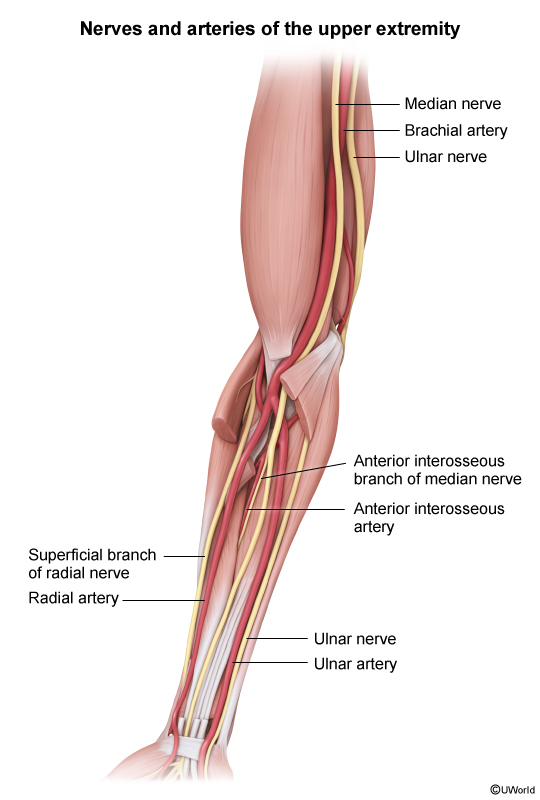 Nerves and arteries of the upper extremity
Median nerve
Brachial artery
Ulnar nerve
Anterior interosseous
branch of median nerve
Anterior interosseous
artery
Superficial branch
of radial nerve
Radial artery
Ulnar nerve
Ulnar artery
©UWorld